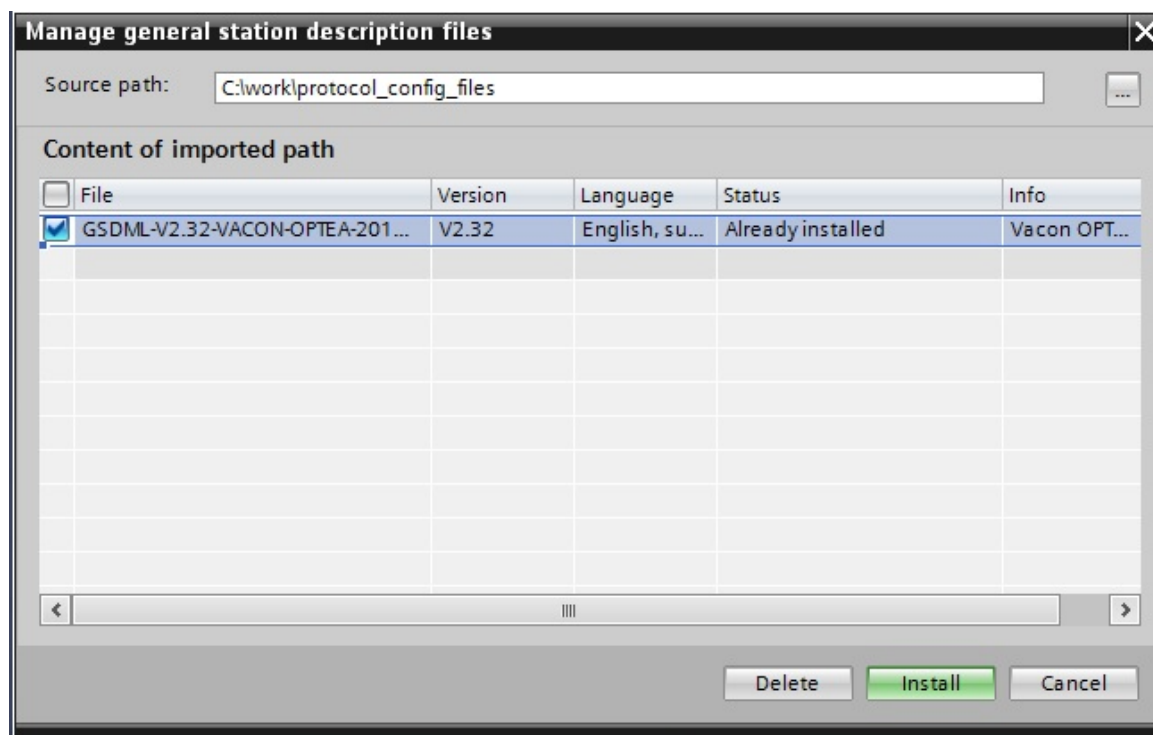 Manage general station description files
Source path: C:\work\protocol_config_files ...
Content of imported path
File Version Language Status Info
GSDML-V2.32-VACON-OPTEA-201... V2.32 English, su... Already installed Vacon OPT...
Delete Install Cancel